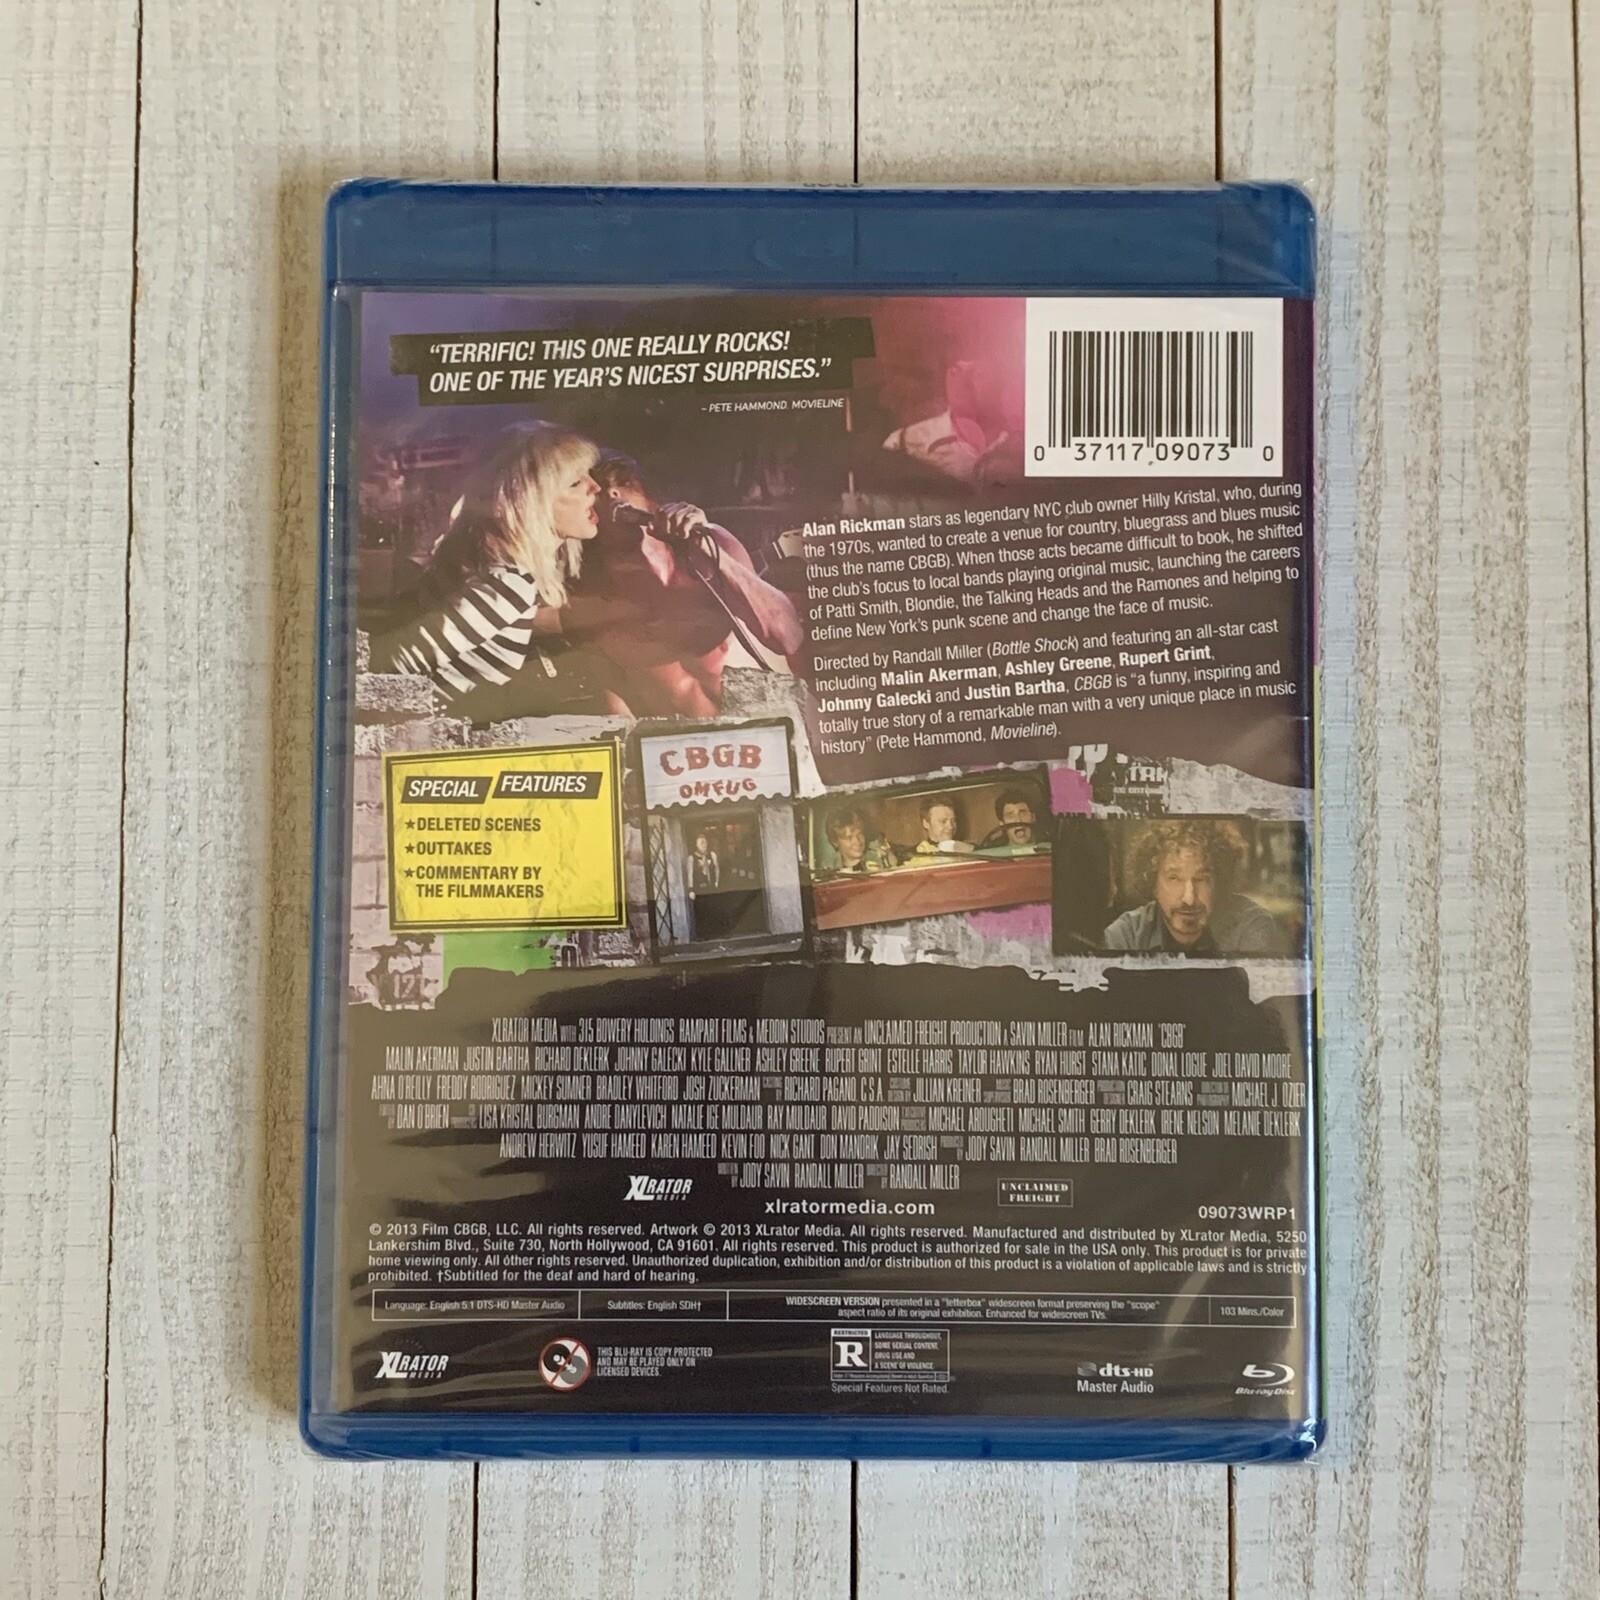 "TERRIFIC! THIS ONE REALLY ROCKS!
ONE OF THE YEAR'S NICEST SURPRISES."
- PETE HAMMOND, MOVIELINE
0 37117 09073 0
Alan Rickman stars as legendary NYC club owner Hilly Kristal, who, during
the 1970s, wanted to create a venue for country, bluegrass and blues music
(thus the name CBGB). When those acts became difficult to book, he shifted
the club's focus to local bands playing original music, launching the careers
of Patti Smith, Blondie, the Talking Heads and the Ramones and helping to
define New York's punk scene and change the face of music.
Directed by Randall Miller (Bottle Shock) and featuring an all-star cast
including Malin Akerman, Ashley Greene, Rupert Grint,
Johnny Galecki and Justin Bartha, CBGB is "a funny, inspiring and
totally true story of a remarkable man with a very unique place in music
history" (Pete Hammond, Movieline).
SPECIAL FEATURES
★DELETED SCENES
★OUTTAKES
★COMMENTARY BY
THE FILMMAKERS
CBGB
OMFUG
XLRATOR MEDIA WITH 315 BOWERY HOLDINGS RAMPART FILMS & MEDDIN STUDIOS PRESENT AN UNCLAIMED FREIGHT PRODUCTION A SAVIN MILLER FILM ALAN RICKMAN "CBGB"
MALIN AKERMAN JUSTIN BARTHA RICHARD DEKLERK JOHNNY GALECKI KYLE GALLNER ASHLEY GREENE RUPERT GRINT ESTELLE HARRIS TAYLOR HAWKINS RYAN HURST STANA KATIC DONAL LOGUE JOEL DAVID MOORE
AHNA O'REILLY FREDDY RODRIGUEZ MICKEY SUMNER BRADLEY WHITFORD JOSH ZUCKERMAN CASTING BY RICHARD PAGANO, C.S.A. JILLIAN KREINER BRAD ROSENBERGER CRAIG STEARNS MICHAEL J. OZIER
DAN O'BRIEN LISA KRISTAL BURGMAN ANDRE DANYLEVICH NATALIE IGE MULDAUR RAY MULDAUR DAVID PADDISON MICHAEL AROUGHETI MICHAEL SMITH GERRY DEKLERK IRENE NELSON MELANIE DEKLERK
ANDREW HERWITZ YUSUF HAMEED KAREN HAMEED KEVIN FOO NICK GANT DON MANDRIK JAY SEDRISH PRODUCED BY JODY SAVIN RANDALL MILLER BRAD ROSENBERGER
WRITTEN BY JODY SAVIN RANDALL MILLER DIRECTED BY RANDALL MILLER
XLRATOR
MEDIA
xlratormedia.com
UNCLAIMED
FREIGHT
09073WRP1
© 2013 Film CBGB, LLC. All rights reserved. Artwork © 2013 XLrator Media. All rights reserved. Manufactured and distributed by XLrator Media, 5250
Lankershim Blvd., Suite 730, North Hollywood, CA 91601. All rights reserved. This product is authorized for sale in the USA only. This product is for private
home viewing only. All other rights reserved. Unauthorized duplication, exhibition and/or distribution of this product is a violation of applicable laws and is strictly
prohibited. †Subtitled for the deaf and hard of hearing.
Language: English 5.1 DTS-HD Master Audio
Subtitles: English SDH†
WIDESCREEN VERSION presented in a "letterbox" widescreen format preserving the "scope"
aspect ratio of its original exhibition. Enhanced for widescreen TVs.
103 Mins./Color
XLRATOR
MEDIA
THIS BLU-RAY IS COPY PROTECTED
AND MAY BE PLAYED ONLY ON
LICENSED DEVICES.
RESTRICTED
R
LANGUAGE THROUGHOUT,
SOME SEXUAL CONTENT,
DRUG USE AND
A SCENE OF VIOLENCE
Special Features Not Rated.
dts-HD
Master Audio
Blu-ray Disc